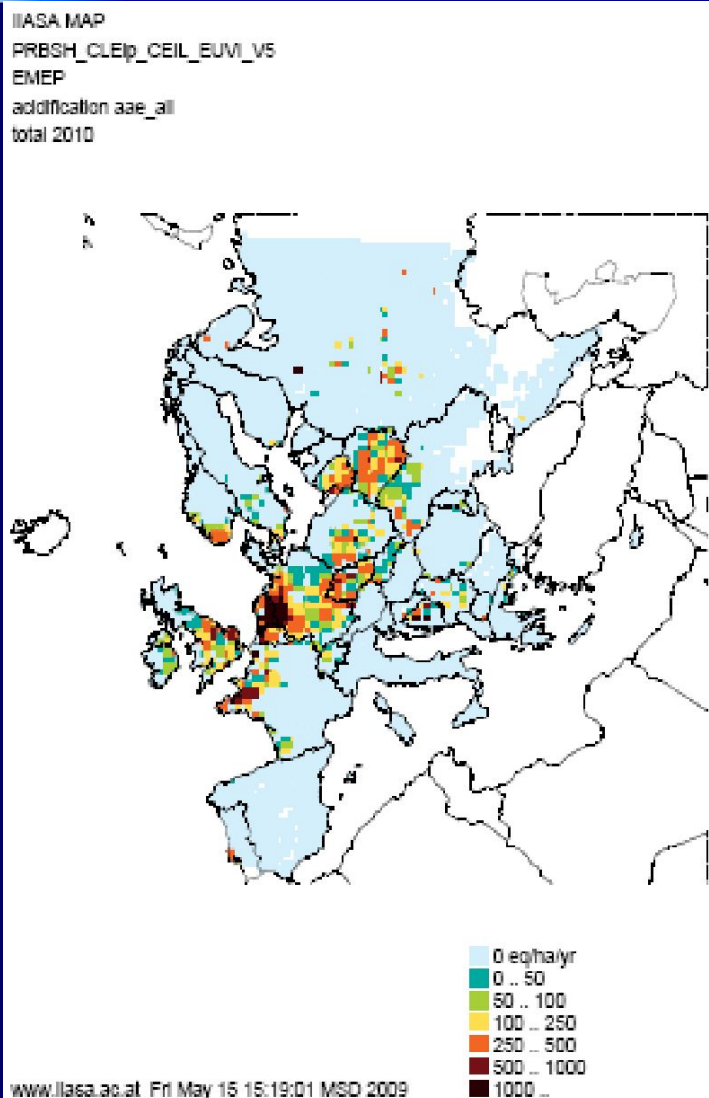 IIASA MAP
PRBSH_CLEIp_CEIL_EUVI_V5
EMEP
acidification aae_all
total 2010
0 eq/ha/yr
0 .. 50
50 .. 100
100 .. 250
250 .. 500
500 .. 1000
1000 ..
www.iiasa.ac.at Fri May 15 15:19:01 MSD 2009